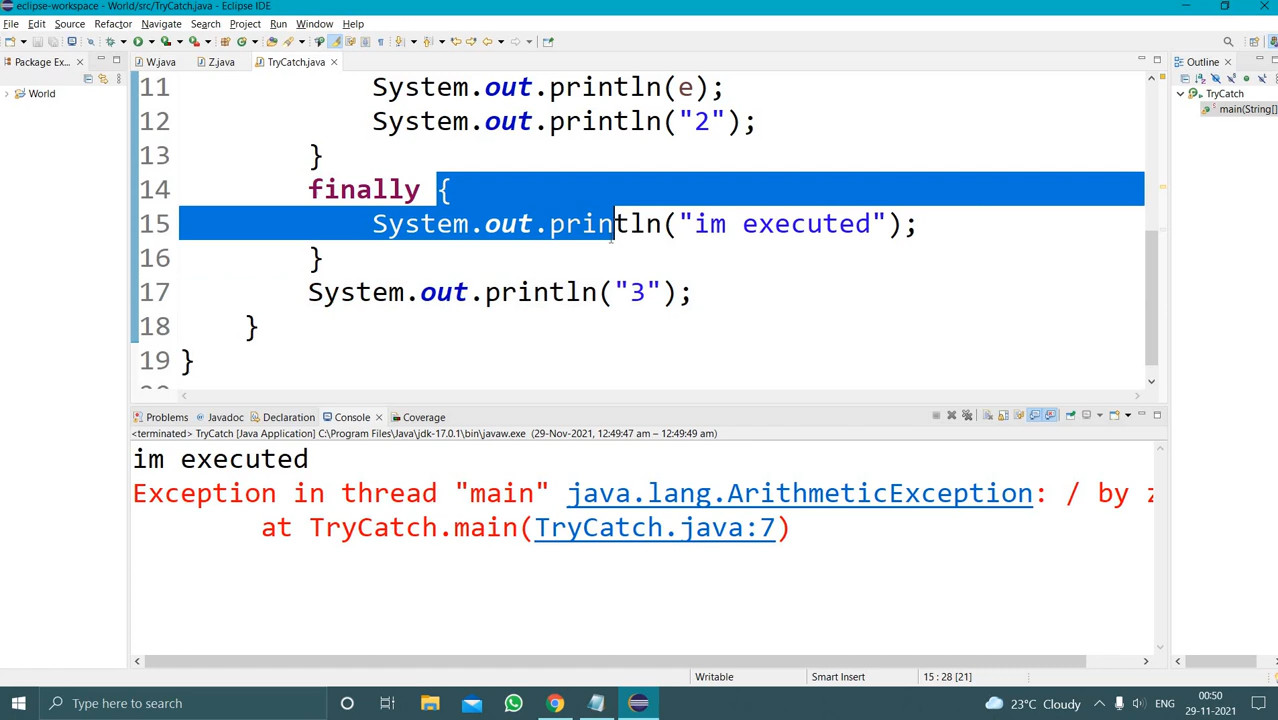 eclipse-workspace - World/src/TryCatch.java - Eclipse IDE
File Edit Source Refactor Navigate Search Project Run Window Help
Package Ex... W.java Z.java TryCatch.java Outline
World
TryCatch
main(String[]
11 System.out.println(e);
12 System.out.println("2");
13 }
14 finally {
15 System.out.println("im executed");
16 }
17 System.out.println("3");
18 }
19 }
Problems Javadoc Declaration Console Coverage
<terminated> TryCatch [Java Application] C:\Program Files\Java\jdk-17.0.1\bin\javaw.exe (29-Nov-2021, 12:49:47 am – 12:49:49 am)
im executed
Exception in thread "main" java.lang.ArithmeticException: / by z
at TryCatch.main(TryCatch.java:7)
Writable Smart Insert 15 : 28 [21]
Type here to search 23°C Cloudy ENG 00:50
29-11-2021